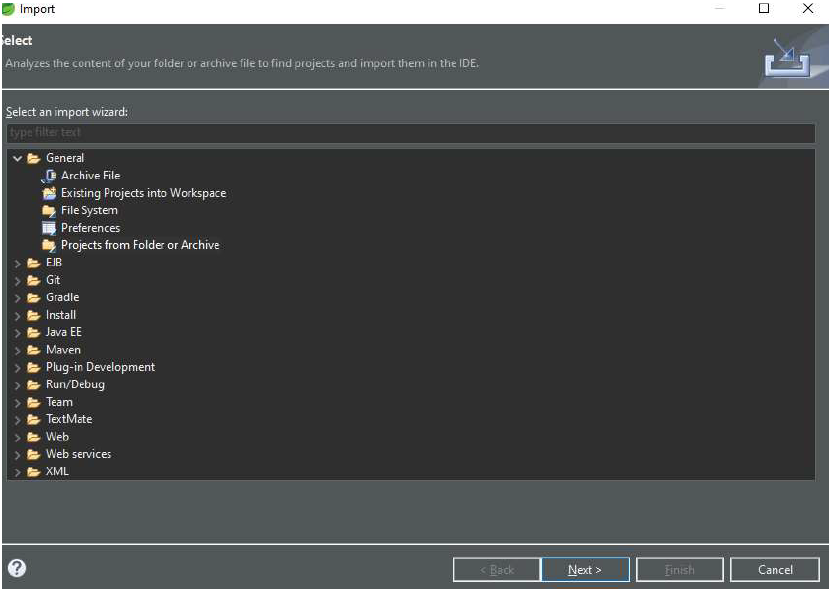 Import
Select
Analyzes the content of your folder or archive file to find projects and import them in the IDE.
Select an import wizard:
type filter text
General
Archive File
Existing Projects into Workspace
File System
Preferences
Projects from Folder or Archive
EJB
Git
Gradle
Install
Java EE
Maven
Plug-in Development
Run/Debug
Team
TextMate
Web
Web services
XML
?
< Back Next > Finish Cancel